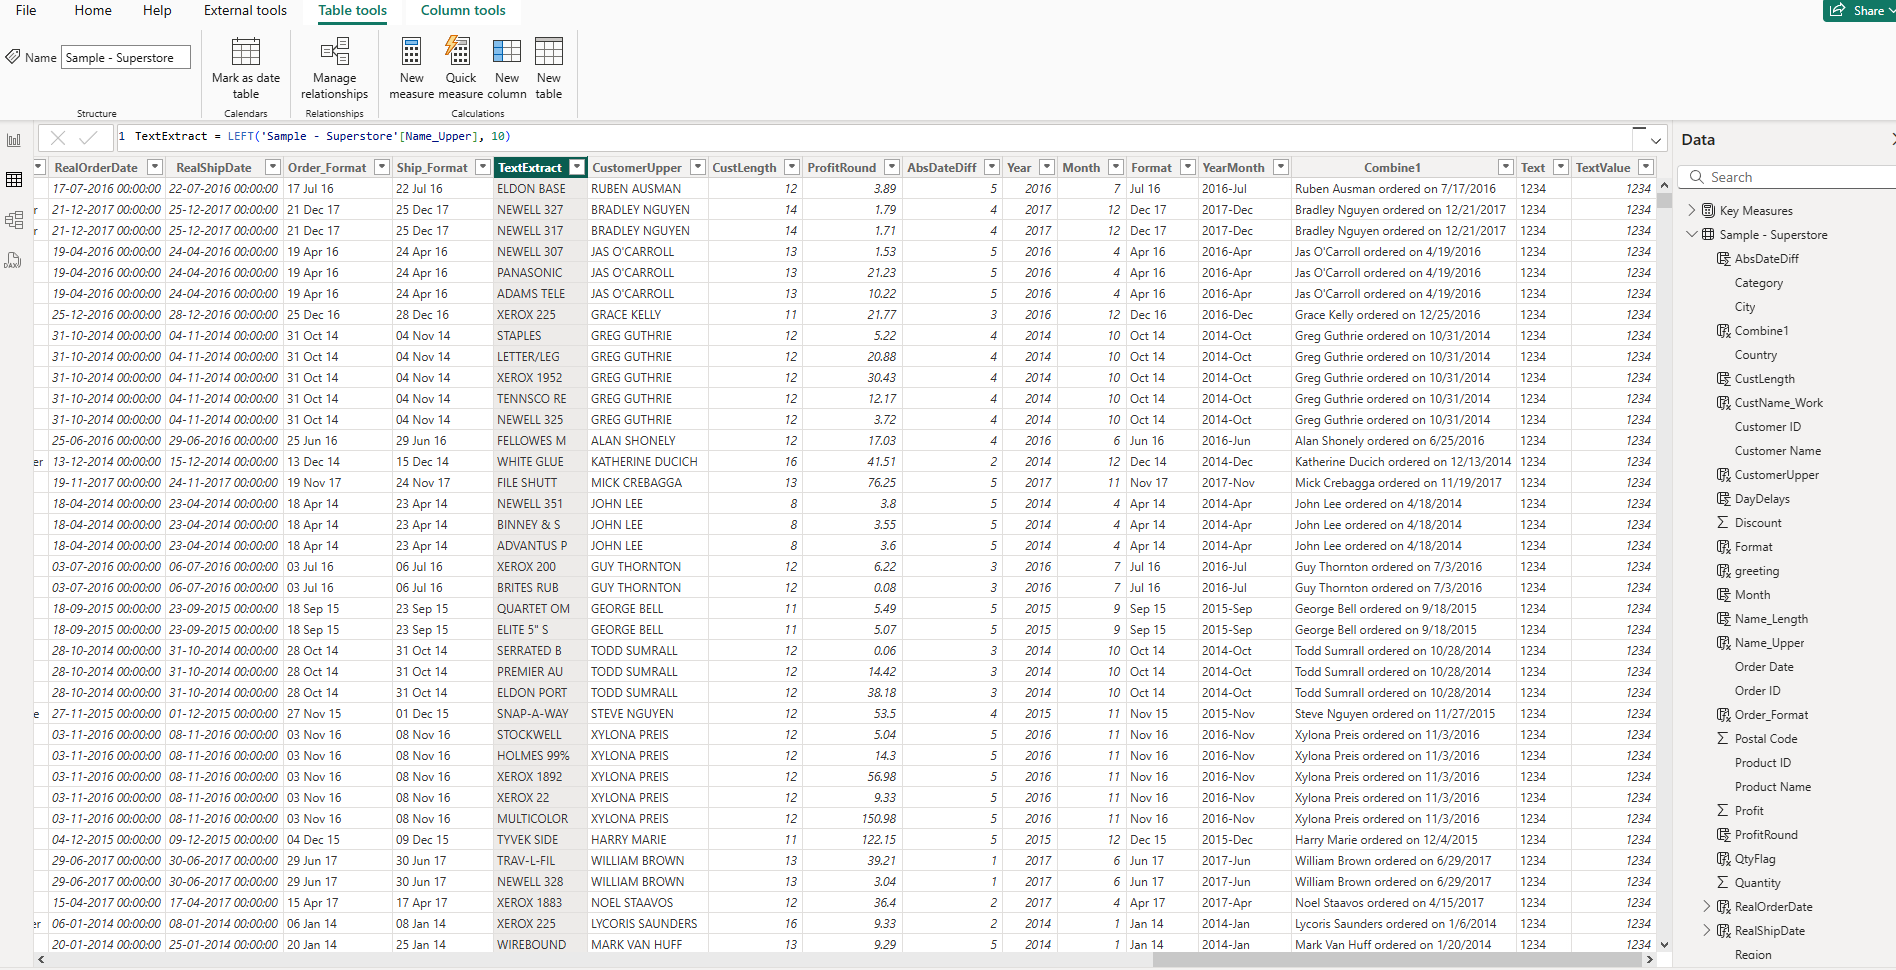 File Home Help External tools Table tools Column tools Share
Name Sample - Superstore
Mark as date table
Manage relationships
New measure
Quick measure
New column
New table
Structure Calendars Relationships Calculations
1 TextExtract = LEFT('Sample - Superstore'[Name_Upper], 10)
RealOrderDate RealShipDate Order_Format Ship_Format TextExtract CustomerUpper CustLength ProfitRound AbsDateDiff Year Month Format YearMonth Combine1 Text TextValue
17-07-2016 00:00:00 22-07-2016 00:00:00 17 Jul 16 22 Jul 16 ELDON BASE RUBEN AUSMAN 12 3.89 5 2016 7 Jul 16 2016-Jul Ruben Ausman ordered on 7/17/2016 1234 1234
r 21-12-2017 00:00:00 25-12-2017 00:00:00 21 Dec 17 25 Dec 17 NEWELL 327 BRADLEY NGUYEN 14 1.79 4 2017 12 Dec 17 2017-Dec Bradley Nguyen ordered on 12/21/2017 1234 1234
r 21-12-2017 00:00:00 25-12-2017 00:00:00 21 Dec 17 25 Dec 17 NEWELL 317 BRADLEY NGUYEN 14 1.71 4 2017 12 Dec 17 2017-Dec Bradley Nguyen ordered on 12/21/2017 1234 1234
19-04-2016 00:00:00 24-04-2016 00:00:00 19 Apr 16 24 Apr 16 NEWELL 307 JAS O'CARROLL 13 1.53 5 2016 4 Apr 16 2016-Apr Jas O'Carroll ordered on 4/19/2016 1234 1234
19-04-2016 00:00:00 24-04-2016 00:00:00 19 Apr 16 24 Apr 16 PANASONIC JAS O'CARROLL 13 21.23 5 2016 4 Apr 16 2016-Apr Jas O'Carroll ordered on 4/19/2016 1234 1234
19-04-2016 00:00:00 24-04-2016 00:00:00 19 Apr 16 24 Apr 16 ADAMS TELE JAS O'CARROLL 13 10.22 5 2016 4 Apr 16 2016-Apr Jas O'Carroll ordered on 4/19/2016 1234 1234
25-12-2016 00:00:00 28-12-2016 00:00:00 25 Dec 16 28 Dec 16 XEROX 225 GRACE KELLY 11 21.77 3 2016 12 Dec 16 2016-Dec Grace Kelly ordered on 12/25/2016 1234 1234
31-10-2014 00:00:00 04-11-2014 00:00:00 31 Oct 14 04 Nov 14 STAPLES GREG GUTHRIE 12 5.22 4 2014 10 Oct 14 2014-Oct Greg Guthrie ordered on 10/31/2014 1234 1234
31-10-2014 00:00:00 04-11-2014 00:00:00 31 Oct 14 04 Nov 14 LETTER/LEG GREG GUTHRIE 12 20.88 4 2014 10 Oct 14 2014-Oct Greg Guthrie ordered on 10/31/2014 1234 1234
31-10-2014 00:00:00 04-11-2014 00:00:00 31 Oct 14 04 Nov 14 XEROX 1952 GREG GUTHRIE 12 30.43 4 2014 10 Oct 14 2014-Oct Greg Guthrie ordered on 10/31/2014 1234 1234
31-10-2014 00:00:00 04-11-2014 00:00:00 31 Oct 14 04 Nov 14 TENNSCO RE GREG GUTHRIE 12 12.17 4 2014 10 Oct 14 2014-Oct Greg Guthrie ordered on 10/31/2014 1234 1234
31-10-2014 00:00:00 04-11-2014 00:00:00 31 Oct 14 04 Nov 14 NEWELL 325 GREG GUTHRIE 12 3.72 4 2014 10 Oct 14 2014-Oct Greg Guthrie ordered on 10/31/2014 1234 1234
25-06-2016 00:00:00 29-06-2016 00:00:00 25 Jun 16 29 Jun 16 FELLOWES M ALAN SHONELY 12 17.03 4 2016 6 Jun 16 2016-Jun Alan Shonely ordered on 6/25/2016 1234 1234
er 13-12-2014 00:00:00 15-12-2014 00:00:00 13 Dec 14 15 Dec 14 WHITE GLUE KATHERINE DUCICH 16 41.51 2 2014 12 Dec 14 2014-Dec Katherine Ducich ordered on 12/13/2014 1234 1234
19-11-2017 00:00:00 24-11-2017 00:00:00 19 Nov 17 24 Nov 17 FILE SHUTT MICK CREBAGGA 13 76.25 5 2017 11 Nov 17 2017-Nov Mick Crebagga ordered on 11/19/2017 1234 1234
18-04-2014 00:00:00 23-04-2014 00:00:00 18 Apr 14 23 Apr 14 NEWELL 351 JOHN LEE 8 3.8 5 2014 4 Apr 14 2014-Apr John Lee ordered on 4/18/2014 1234 1234
18-04-2014 00:00:00 23-04-2014 00:00:00 18 Apr 14 23 Apr 14 BINNEY & S JOHN LEE 8 3.55 5 2014 4 Apr 14 2014-Apr John Lee ordered on 4/18/2014 1234 1234
18-04-2014 00:00:00 23-04-2014 00:00:00 18 Apr 14 23 Apr 14 ADVANTUS P JOHN LEE 8 3.6 5 2014 4 Apr 14 2014-Apr John Lee ordered on 4/18/2014 1234 1234
03-07-2016 00:00:00 06-07-2016 00:00:00 03 Jul 16 06 Jul 16 XEROX 200 GUY THORNTON 12 6.22 3 2016 7 Jul 16 2016-Jul Guy Thornton ordered on 7/3/2016 1234 1234
03-07-2016 00:00:00 06-07-2016 00:00:00 03 Jul 16 06 Jul 16 BRITES RUB GUY THORNTON 12 0.08 3 2016 7 Jul 16 2016-Jul Guy Thornton ordered on 7/3/2016 1234 1234
18-09-2015 00:00:00 23-09-2015 00:00:00 18 Sep 15 23 Sep 15 QUARTET OM GEORGE BELL 11 5.49 5 2015 9 Sep 15 2015-Sep George Bell ordered on 9/18/2015 1234 1234
18-09-2015 00:00:00 23-09-2015 00:00:00 18 Sep 15 23 Sep 15 ELITE 5" S GEORGE BELL 11 5.07 5 2015 9 Sep 15 2015-Sep George Bell ordered on 9/18/2015 1234 1234
28-10-2014 00:00:00 31-10-2014 00:00:00 28 Oct 14 31 Oct 14 SERRATED B TODD SUMRALL 12 0.06 3 2014 10 Oct 14 2014-Oct Todd Sumrall ordered on 10/28/2014 1234 1234
28-10-2014 00:00:00 31-10-2014 00:00:00 28 Oct 14 31 Oct 14 PREMIER AU TODD SUMRALL 12 14.42 3 2014 10 Oct 14 2014-Oct Todd Sumrall ordered on 10/28/2014 1234 1234
28-10-2014 00:00:00 31-10-2014 00:00:00 28 Oct 14 31 Oct 14 ELDON PORT TODD SUMRALL 12 38.18 3 2014 10 Oct 14 2014-Oct Todd Sumrall ordered on 10/28/2014 1234 1234
e 27-11-2015 00:00:00 01-12-2015 00:00:00 27 Nov 15 01 Dec 15 SNAP-A-WAY STEVE NGUYEN 12 53.5 4 2015 11 Nov 15 2015-Nov Steve Nguyen ordered on 11/27/2015 1234 1234
03-11-2016 00:00:00 08-11-2016 00:00:00 03 Nov 16 08 Nov 16 STOCKWELL XYLONA PREIS 12 5.04 5 2016 11 Nov 16 2016-Nov Xylona Preis ordered on 11/3/2016 1234 1234
03-11-2016 00:00:00 08-11-2016 00:00:00 03 Nov 16 08 Nov 16 HOLMES 99% XYLONA PREIS 12 14.3 5 2016 11 Nov 16 2016-Nov Xylona Preis ordered on 11/3/2016 1234 1234
03-11-2016 00:00:00 08-11-2016 00:00:00 03 Nov 16 08 Nov 16 XEROX 1892 XYLONA PREIS 12 56.98 5 2016 11 Nov 16 2016-Nov Xylona Preis ordered on 11/3/2016 1234 1234
03-11-2016 00:00:00 08-11-2016 00:00:00 03 Nov 16 08 Nov 16 XEROX 22 XYLONA PREIS 12 9.33 5 2016 11 Nov 16 2016-Nov Xylona Preis ordered on 11/3/2016 1234 1234
03-11-2016 00:00:00 08-11-2016 00:00:00 03 Nov 16 08 Nov 16 MULTICOLOR XYLONA PREIS 12 150.98 5 2016 11 Nov 16 2016-Nov Xylona Preis ordered on 11/3/2016 1234 1234
04-12-2015 00:00:00 09-12-2015 00:00:00 04 Dec 15 09 Dec 15 TYVEK SIDE HARRY MARIE 11 122.15 5 2015 12 Dec 15 2015-Dec Harry Marie ordered on 12/4/2015 1234 1234
29-06-2017 00:00:00 30-06-2017 00:00:00 29 Jun 17 30 Jun 17 TRAV-L-FIL WILLIAM BROWN 13 39.21 1 2017 6 Jun 17 2017-Jun William Brown ordered on 6/29/2017 1234 1234
29-06-2017 00:00:00 30-06-2017 00:00:00 29 Jun 17 30 Jun 17 NEWELL 328 WILLIAM BROWN 13 3.04 1 2017 6 Jun 17 2017-Jun William Brown ordered on 6/29/2017 1234 1234
15-04-2017 00:00:00 17-04-2017 00:00:00 15 Apr 17 17 Apr 17 XEROX 1883 NOEL STAAVOS 12 36.4 2 2017 4 Apr 17 2017-Apr Noel Staavos ordered on 4/15/2017 1234 1234
er 06-01-2014 00:00:00 08-01-2014 00:00:00 06 Jan 14 08 Jan 14 XEROX 225 LYCORIS SAUNDERS 16 9.33 2 2014 1 Jan 14 2014-Jan Lycoris Saunders ordered on 1/6/2014 1234 1234
20-01-2014 00:00:00 25-01-2014 00:00:00 20 Jan 14 25 Jan 14 WIREBOUND MARK VAN HUFF 13 9.29 5 2014 1 Jan 14 2014-Jan Mark Van Huff ordered on 1/20/2014 1234 1234
DAX
Data
Search
Key Measures
Sample - Superstore
AbsDateDiff
Category
City
Combine1
Country
CustLength
CustName_Work
Customer ID
Customer Name
CustomerUpper
DayDelays
Discount
Format
greeting
Month
Name_Length
Name_Upper
Order Date
Order ID
Order_Format
Postal Code
Product ID
Product Name
Profit
ProfitRound
QtyFlag
Quantity
RealOrderDate
RealShipDate
Region